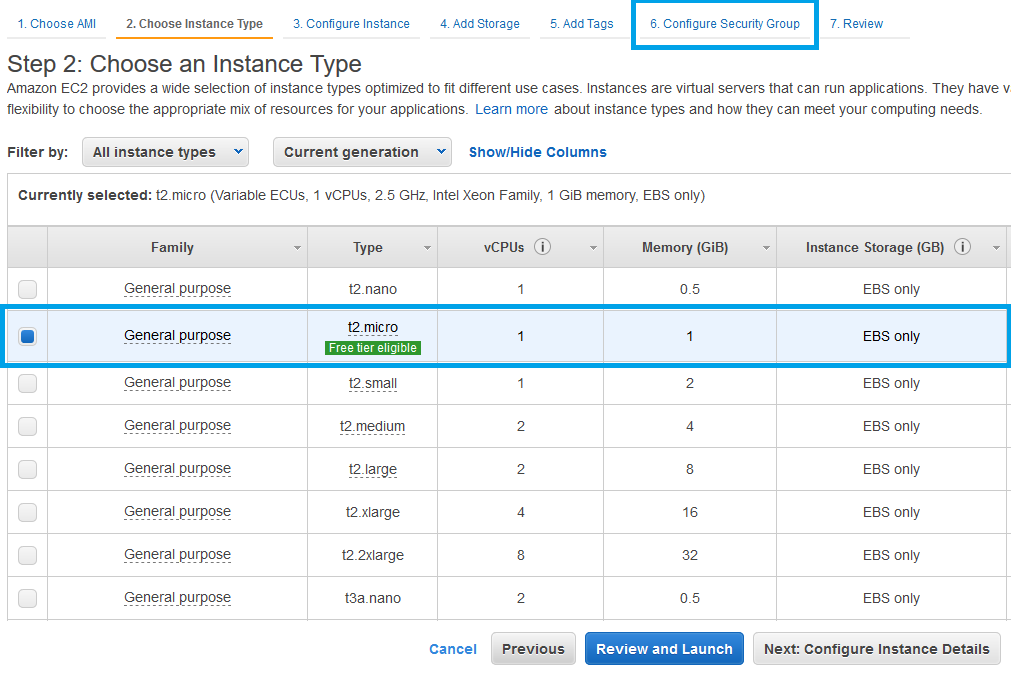 1. Choose AMI 2. Choose Instance Type 3. Configure Instance 4. Add Storage 5. Add Tags 6. Configure Security Group 7. Review
Step 2: Choose an Instance Type
Amazon EC2 provides a wide selection of instance types optimized to fit different use cases. Instances are virtual servers that can run applications. They have
flexibility to choose the appropriate mix of resources for your applications. Learn more about instance types and how they can meet your computing needs.
Filter by: All instance types Current generation Show/Hide Columns
Currently selected: t2.micro (Variable ECUs, 1 vCPUs, 2.5 GHz, Intel Xeon Family, 1 GiB memory, EBS only)
Family Type vCPUs i Memory (GiB) Instance Storage (GB) i
General purpose t2.nano 1 0.5 EBS only
General purpose t2.micro 1 1 EBS only
Free tier eligible
General purpose t2.small 1 2 EBS only
General purpose t2.medium 2 4 EBS only
General purpose t2.large 2 8 EBS only
General purpose t2.xlarge 4 16 EBS only
General purpose t2.2xlarge 8 32 EBS only
General purpose t3a.nano 2 0.5 EBS only
Cancel Previous Review and Launch Next: Configure Instance Details